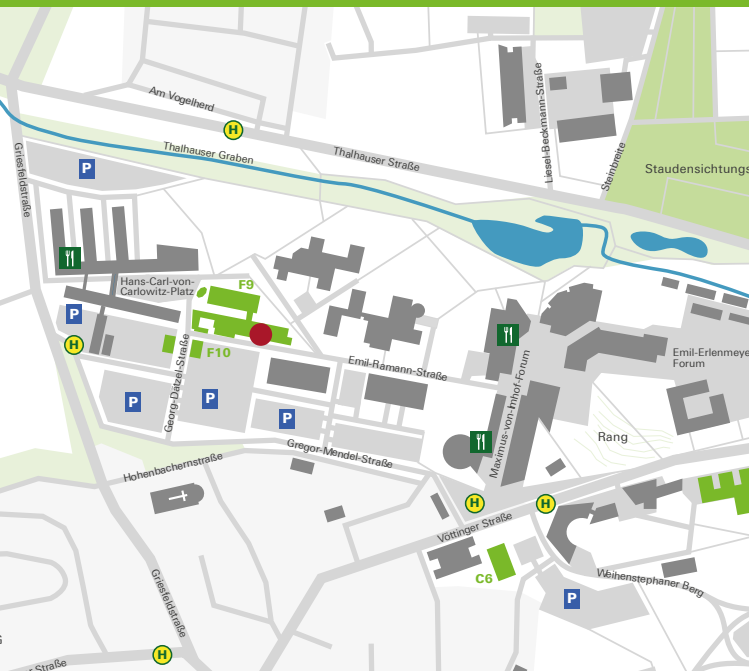 Am Vogelherd
H
Thalhauser Graben
Thalhauser Straße
Liesel-Beckmann-Straße
Steinbreite
Staudensichtungs
Griesfeldstraße
P
Hans-Carl-von-
Carlowitz-Platz
F9
P
H
F10
Georg-Dätzel-Straße
Emil-Ramann-Straße
Maximus-von-Imhof-Forum
Emil-Erlenmeye
Forum
P
P
P
Rang
Gregor-Mendel-Straße
Hohenbachernstraße
H
H
Vöttinger Straße
C6
Weihenstephaner Berg
P
Griesfeldstraße
H
r Straße